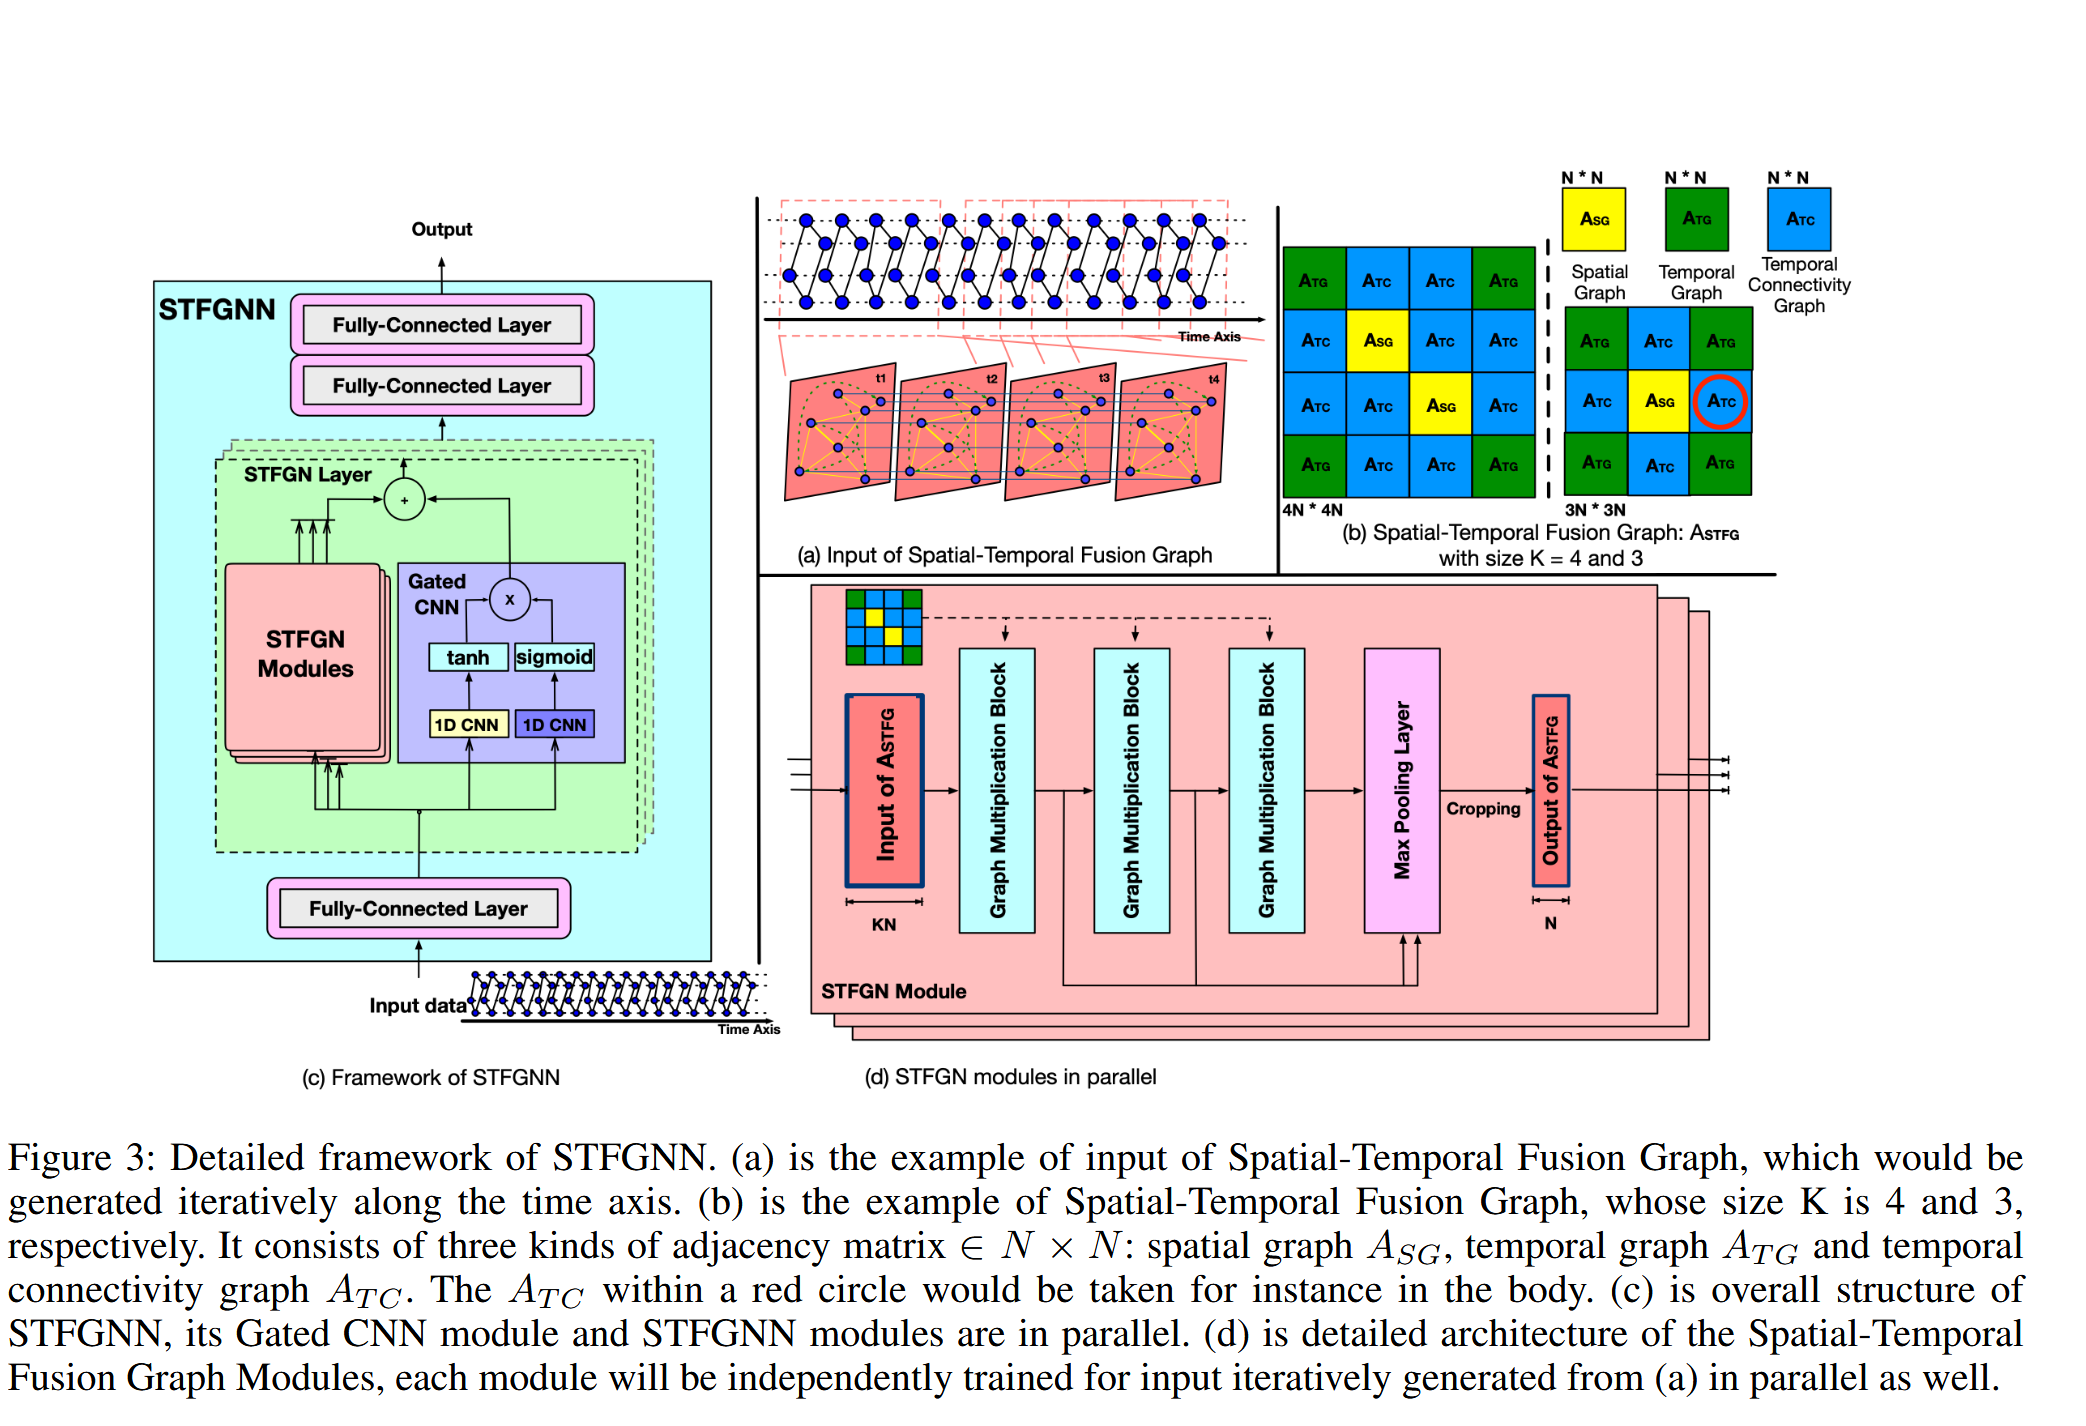 Output
STFGNN
Fully-Connected Layer
Fully-Connected Layer
STFGN Layer
+
STFGN
Modules
Gated
CNN
x
tanh
sigmoid
1D CNN
1D CNN
Fully-Connected Layer
Input data
Time Axis
(c) Framework of STFGNN
Time Axis
t1
t2
t3
t4
(a) Input of Spatial-Temporal Fusion Graph
N * N
N * N
N * N
ASG
ATG
ATC
Spatial
Graph
Temporal
Graph
Temporal
Connectivity
Graph
ATG ATC ATC ATG
ATC ASG ATC ATC
ATC ATC ASG ATC
ATG ATC ATC ATG
4N * 4N
ATG ATC ATG
ATC ASG ATC
ATG ATC ATG
3N * 3N
(b) Spatial-Temporal Fusion Graph: ASTFG
with size K = 4 and 3
Input of ASTFG
KN
Graph Multiplication Block
Graph Multiplication Block
Graph Multiplication Block
Max Pooling Layer
Cropping
Output of ASTFG
N
STFGN Module
(d) STFGN modules in parallel
Figure 3: Detailed framework of STFGNN. (a) is the example of input of Spatial-Temporal Fusion Graph, which would be
generated iteratively along the time axis. (b) is the example of Spatial-Temporal Fusion Graph, whose size K is 4 and 3,
respectively. It consists of three kinds of adjacency matrix ∈ N × N: spatial graph A_SG, temporal graph A_TG and temporal
connectivity graph A_TC. The A_TC within a red circle would be taken for instance in the body. (c) is overall structure of
STFGNN, its Gated CNN module and STFGNN modules are in parallel. (d) is detailed architecture of the Spatial-Temporal
Fusion Graph Modules, each module will be independently trained for input iteratively generated from (a) in parallel as well.